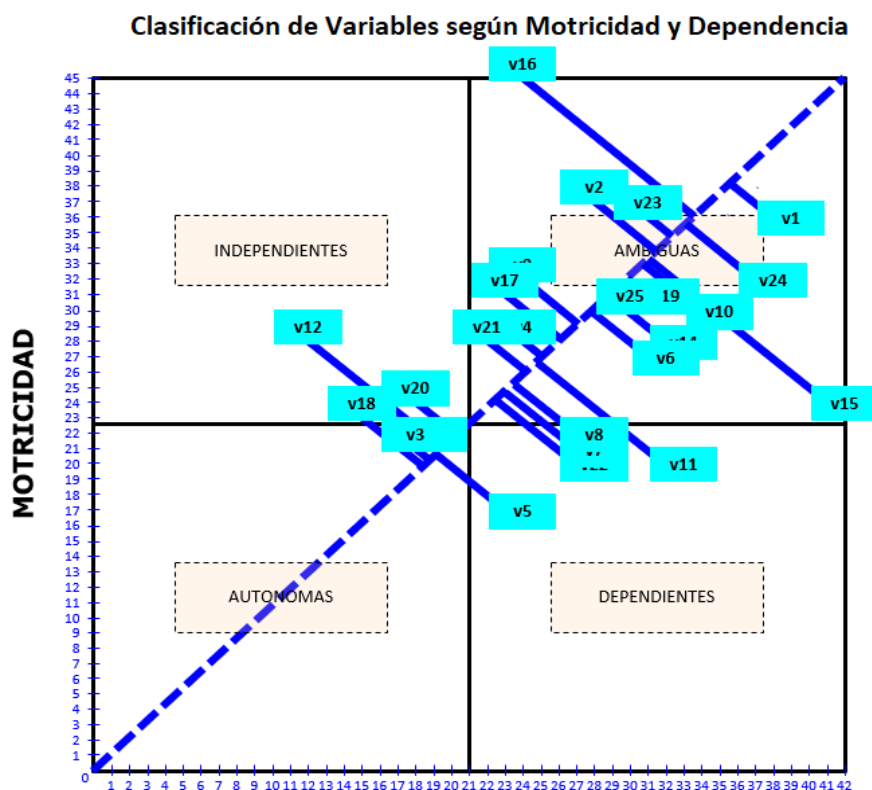 Clasificación de Variables según Motricidad y Dependencia
MOTRICIDAD
45
44
43
42
41
40
39
38
37
36
35
34
33
32
31
30
29
28
27
26
25
24
23
22
21
20
19
18
17
16
15
14
13
12
11
10
9
8
7
6
5
4
3
2
1
0
v16
v2
v23
v1
INDEPENDIENTES
AMBIGUAS
v17
v24
v25
19
v10
v12
v21
v4
v6
v20
v18
v15
v3
v8
v11
v5
AUTONOMAS
DEPENDIENTES
1 2 3 4 5 6 7 8 9 10 11 12 13 14 15 16 17 18 19 20 21 22 23 24 25 26 27 28 29 30 31 32 33 34 35 36 37 38 39 40 41 42